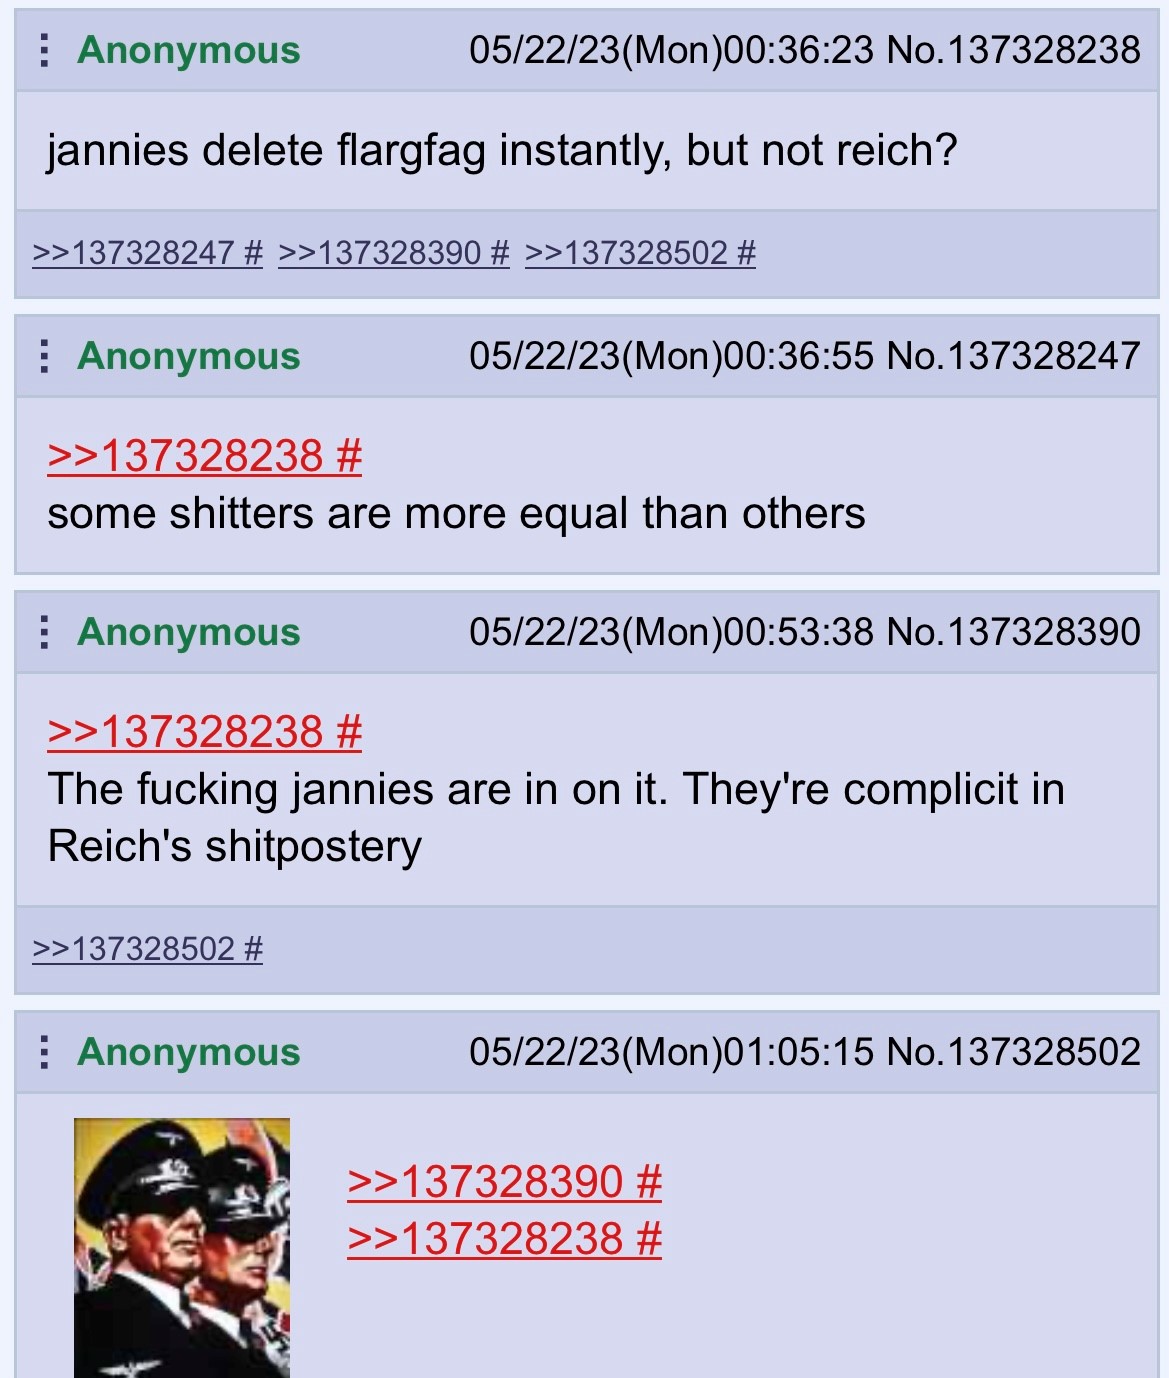 Anonymous 05/22/23(Mon)00:36:23 No.137328238
jannies delete flargfag instantly, but not reich?
>>137328247 # >>137328390 # >>137328502 #
Anonymous 05/22/23(Mon)00:36:55 No.137328247
>>137328238 #
some shitters are more equal than others
Anonymous 05/22/23(Mon)00:53:38 No.137328390
>>137328238 #
The fucking jannies are in on it. They're complicit in
Reich's shitpostery
>>137328502 #
Anonymous 05/22/23(Mon)01:05:15 No.137328502
>>137328390 #
>>137328238 #